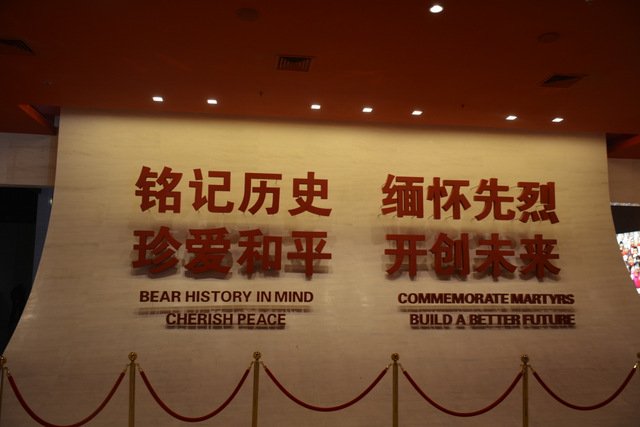 铭记历史 缅怀先烈
珍爱和平 开创未来
BEAR HISTORY IN MIND COMMEMORATE MARTYRS
CHERISH PEACE BUILD A BETTER FUTURE